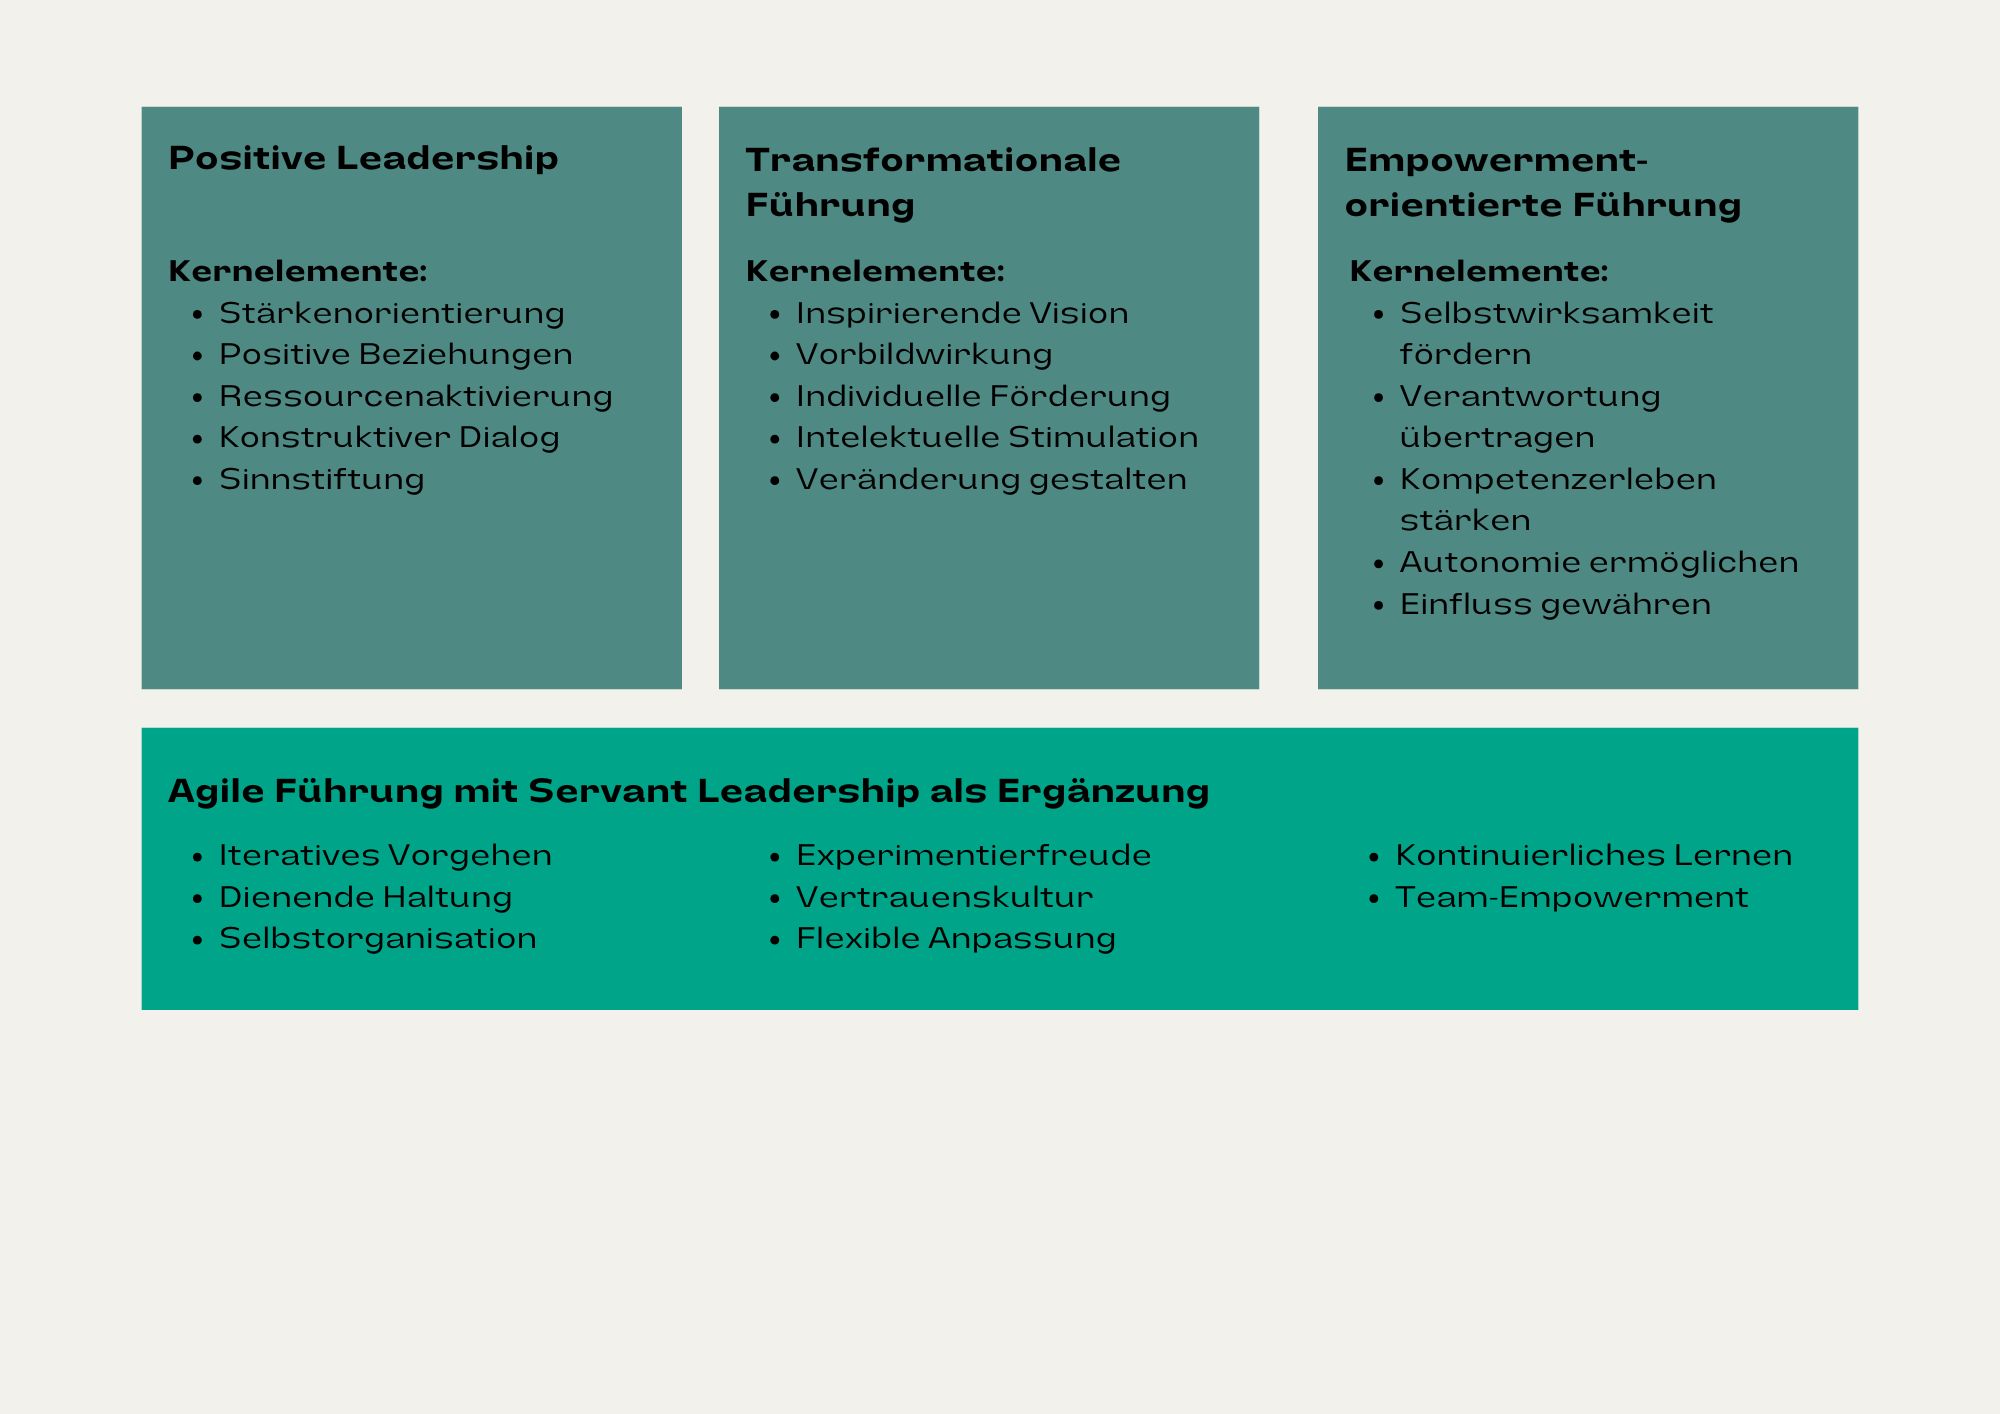 Positive Leadership
Kernelemente:
• Stärkenorientierung
• Positive Beziehungen
• Ressourcenaktivierung
• Konstruktiver Dialog
• Sinnstiftung
Transformationale
Führung
Kernelemente:
• Inspirierende Vision
• Vorbildwirkung
• Individuelle Förderung
• Intelektuelle Stimulation
• Veränderung gestalten
Empowerment-
orientierte Führung
Kernelemente:
• Selbstwirksamkeit
fördern
• Verantwortung
übertragen
• Kompetenzerleben
stärken
• Autonomie ermöglichen
• Einfluss gewähren
Agile Führung mit Servant Leadership als Ergänzung
• Iteratives Vorgehen
• Dienende Haltung
• Selbstorganisation
• Experimentierfreude
• Vertrauenskultur
• Flexible Anpassung
• Kontinuierliches Lernen
• Team-Empowerment